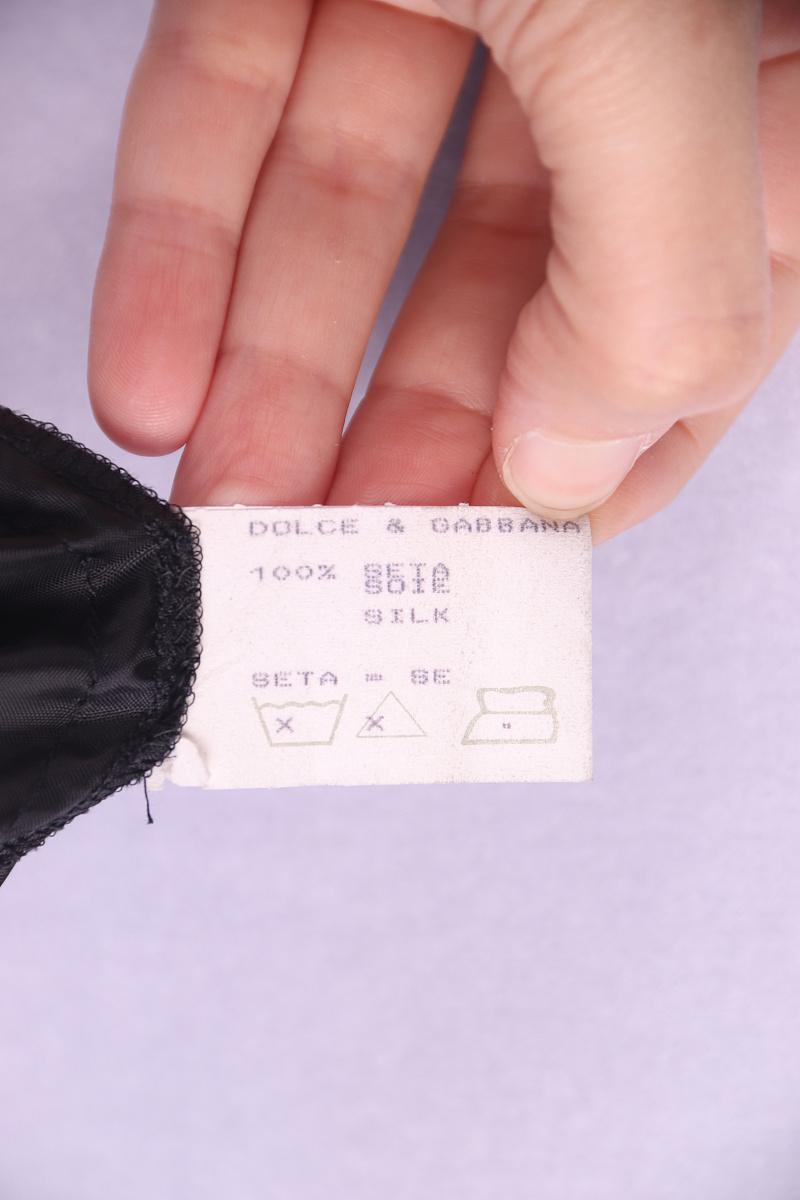 DOLCE & GABBANA
100% SETA
SOIE
SILK
SETA = SE
X X